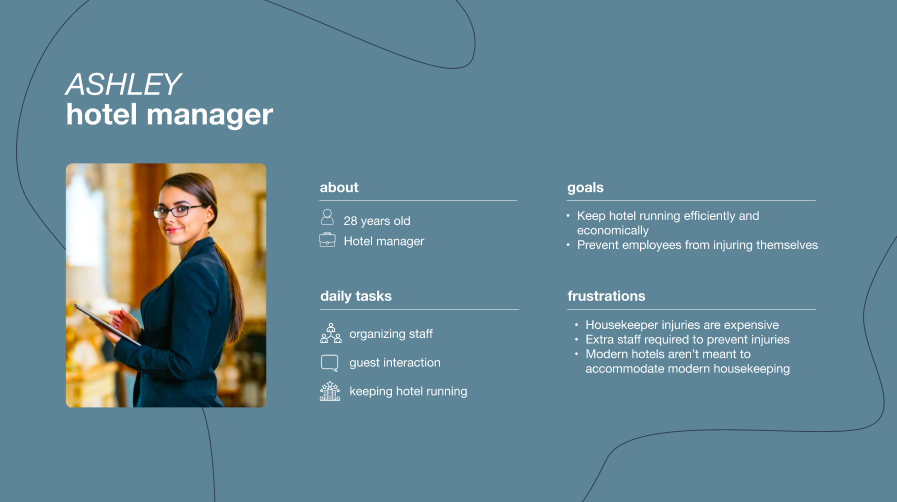 ASHLEY
hotel manager
about
28 years old
Hotel manager
goals
• Keep hotel running efficiently and
economically
• Prevent employees from injuring themselves
daily tasks
organizing staff
guest interaction
keeping hotel running
frustrations
• Housekeeper injuries are expensive
• Extra staff required to prevent injuries
• Modern hotels aren't meant to
accommodate modern housekeeping